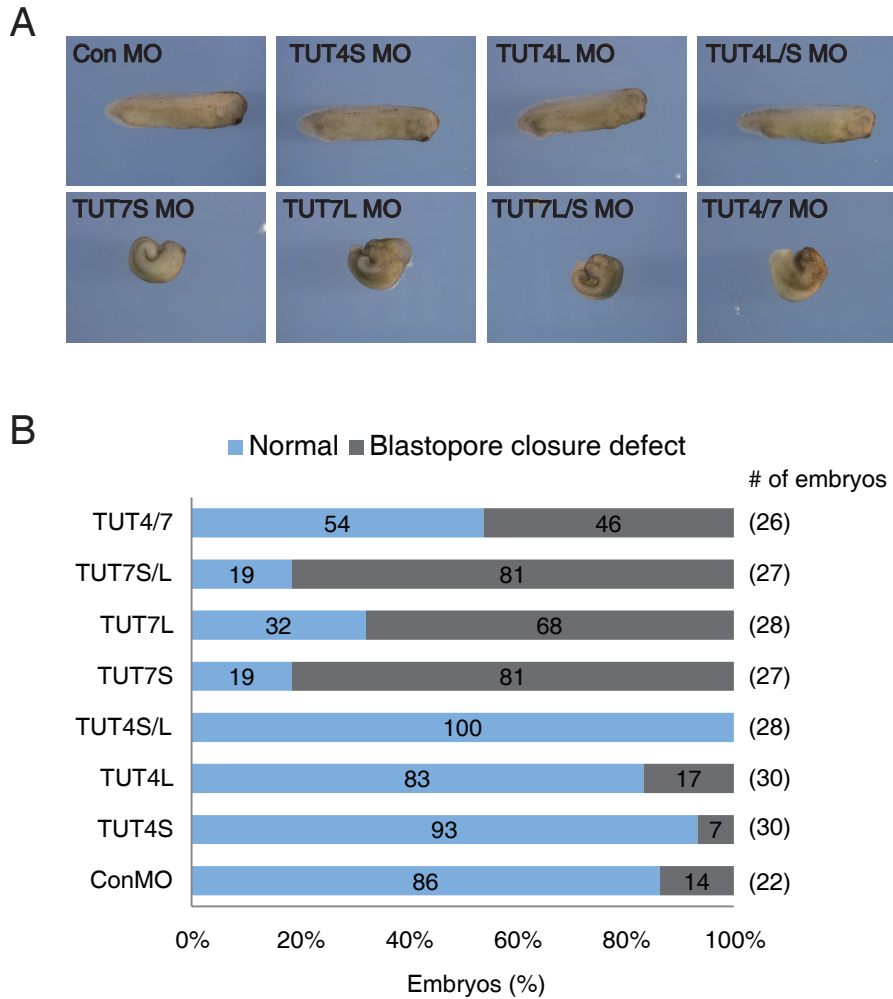 A
Con MO
TUT4S MO
TUT4L MO
TUT4L/S MO
TUT7S MO
TUT7L MO
TUT7L/S MO
TUT4/7 MO
B
Normal
Blastopore closure defect
# of embryos
TUT4/7 54 46 (26)
TUT7S/L 19 81 (27)
TUT7L 32 68 (28)
TUT7S 19 81 (27)
TUT4S/L 100 (28)
TUT4L 83 17 (30)
TUT4S 93 7 (30)
ConMO 86 14 (22)
0% 20% 40% 60% 80% 100%
Embryos (%)